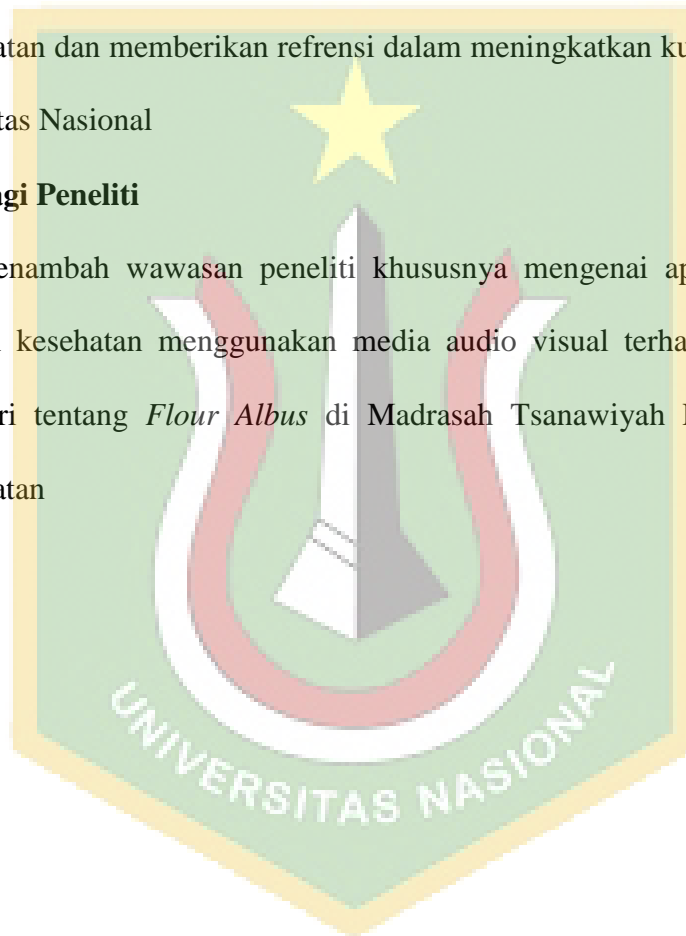 atan dan memberikan refrensi dalam meningkatkan ku
tas Nasional
agi Peneliti
enambah wawasan peneliti khususnya mengenai ap
kesehatan menggunakan media audio visual terha
ri tentang Flour Albus di Madrasah Tsanawiyah
atan
UNIVERSITAS NASIONAL